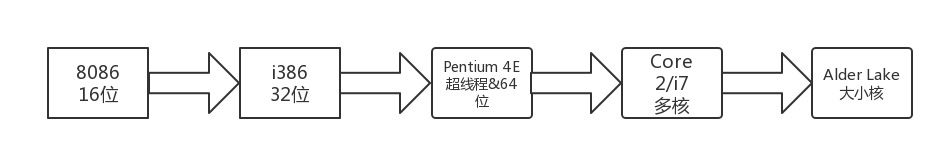 8086
16位
i386
32位
Pentium 4E
超线程&64
位
Core
2/i7
多核
Alder Lake
大小核